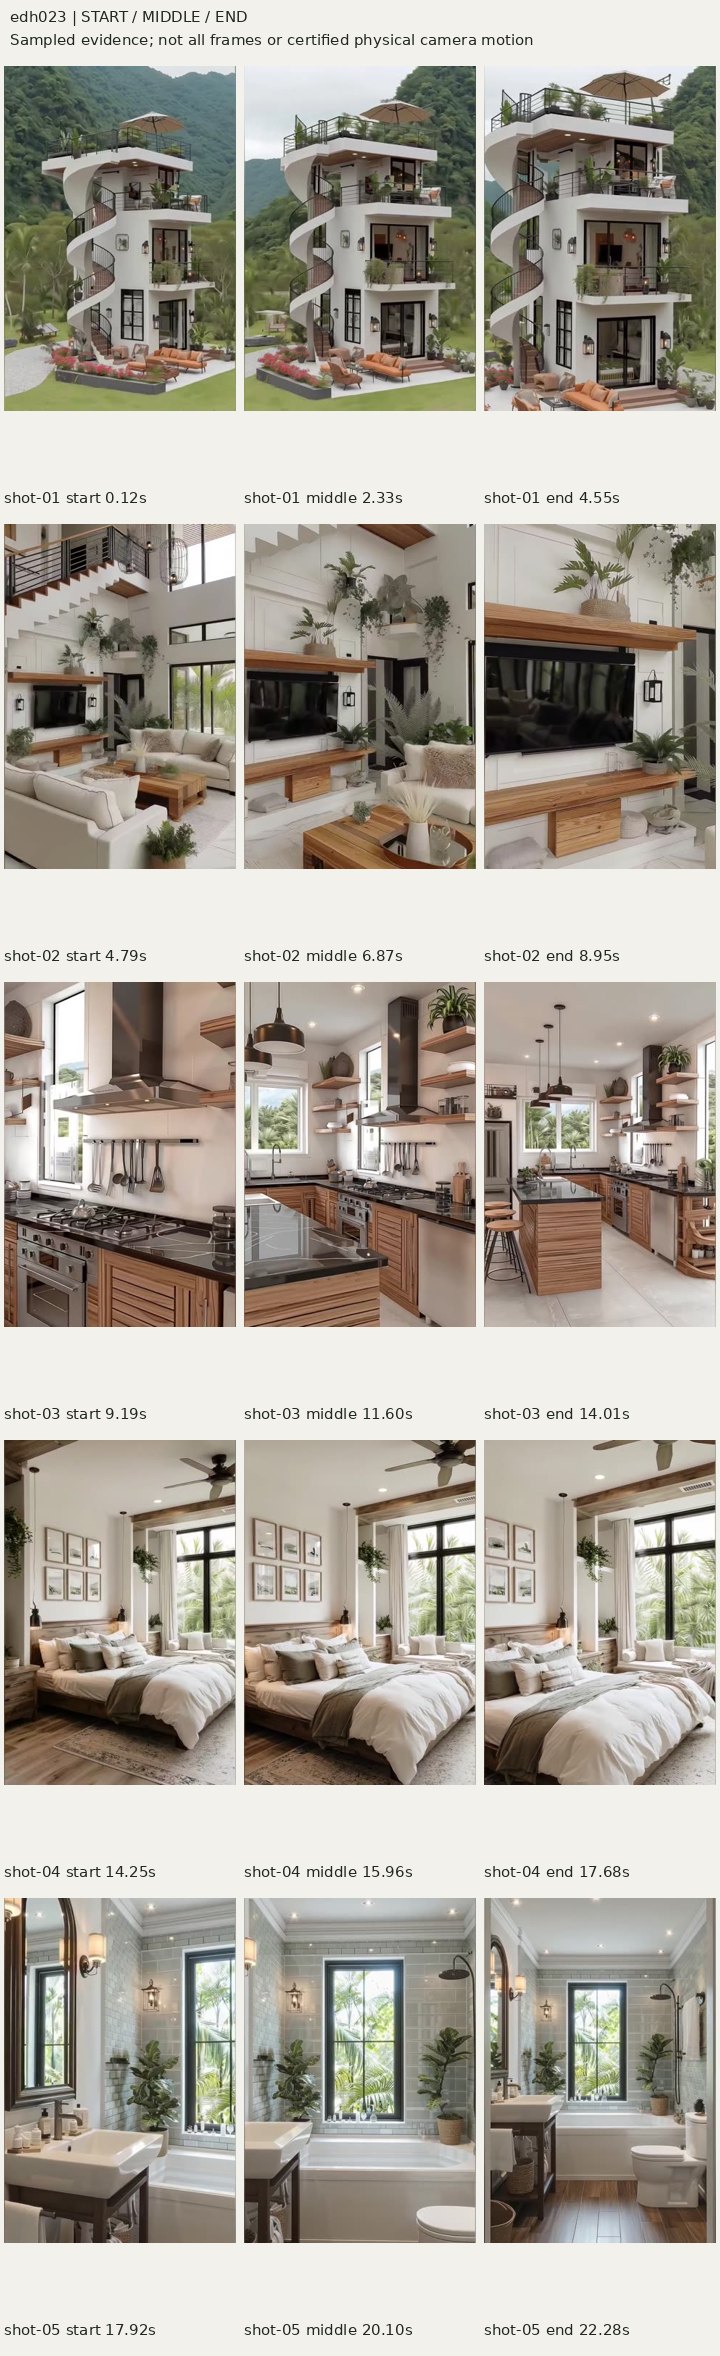 edh023 | START / MIDDLE / END
Sampled evidence; not all frames or certified physical camera motion
shot-01 start 0.12s
shot-01 middle 2.33s
shot-01 end 4.55s
shot-02 start 4.79s
shot-02 middle 6.87s
shot-02 end 8.95s
shot-03 start 9.19s
shot-03 middle 11.60s
shot-03 end 14.01s
shot-04 start 14.25s
shot-04 middle 15.96s
shot-04 end 17.68s
shot-05 start 17.92s
shot-05 middle 20.10s
shot-05 end 22.28s